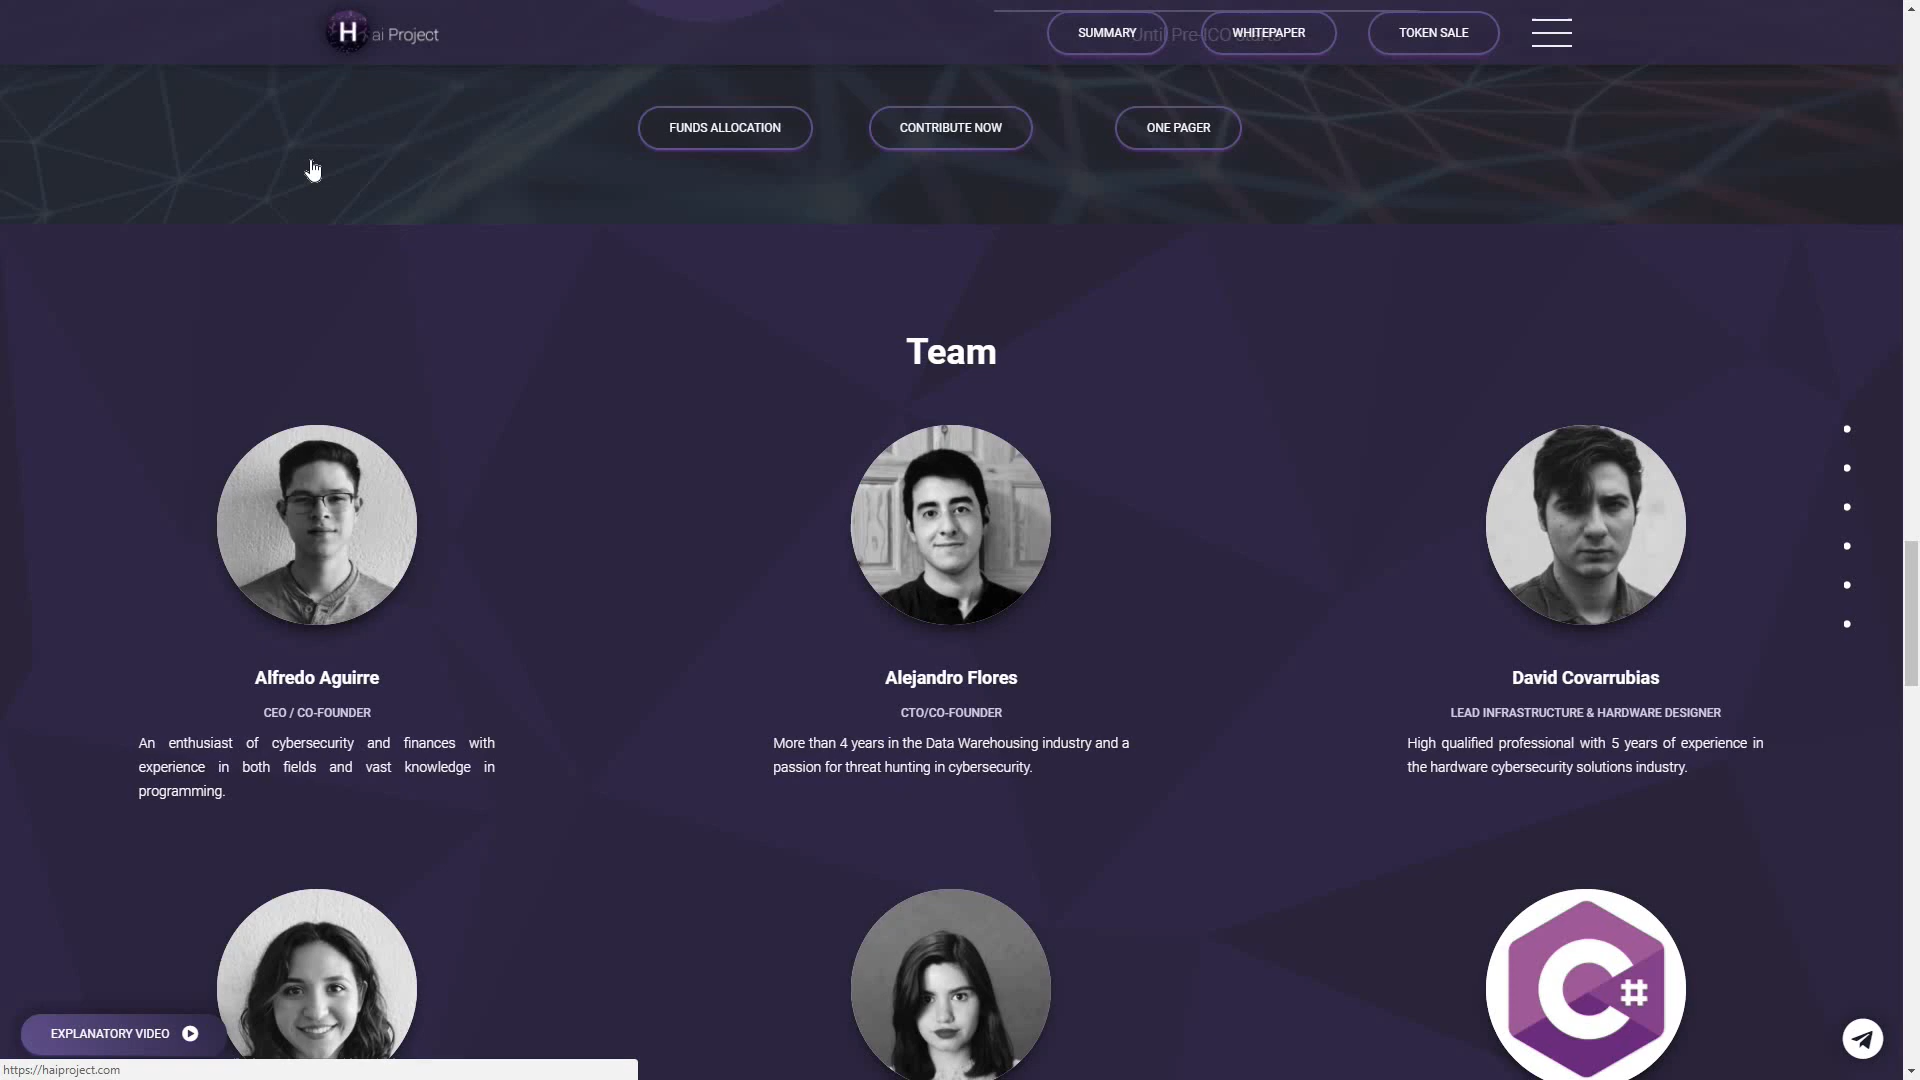 H ai Project
SUMMARY
WHITEPAPER
TOKEN SALE
Until Pre-ICO Starts
FUNDS ALLOCATION
CONTRIBUTE NOW
ONE PAGER
Team
Alfredo Aguirre
CEO / CO-FOUNDER
An enthusiast of cybersecurity and finances with
experience in both fields and vast knowledge in
programming.
Alejandro Flores
CTO/CO-FOUNDER
More than 4 years in the Data Warehousing industry and a
passion for threat hunting in cybersecurity.
David Covarrubias
LEAD INFRASTRUCTURE & HARDWARE DESIGNER
High qualified professional with 5 years of experience in
the hardware cybersecurity solutions industry.
C#
EXPLANATORY VIDEO
https://haiproject.com